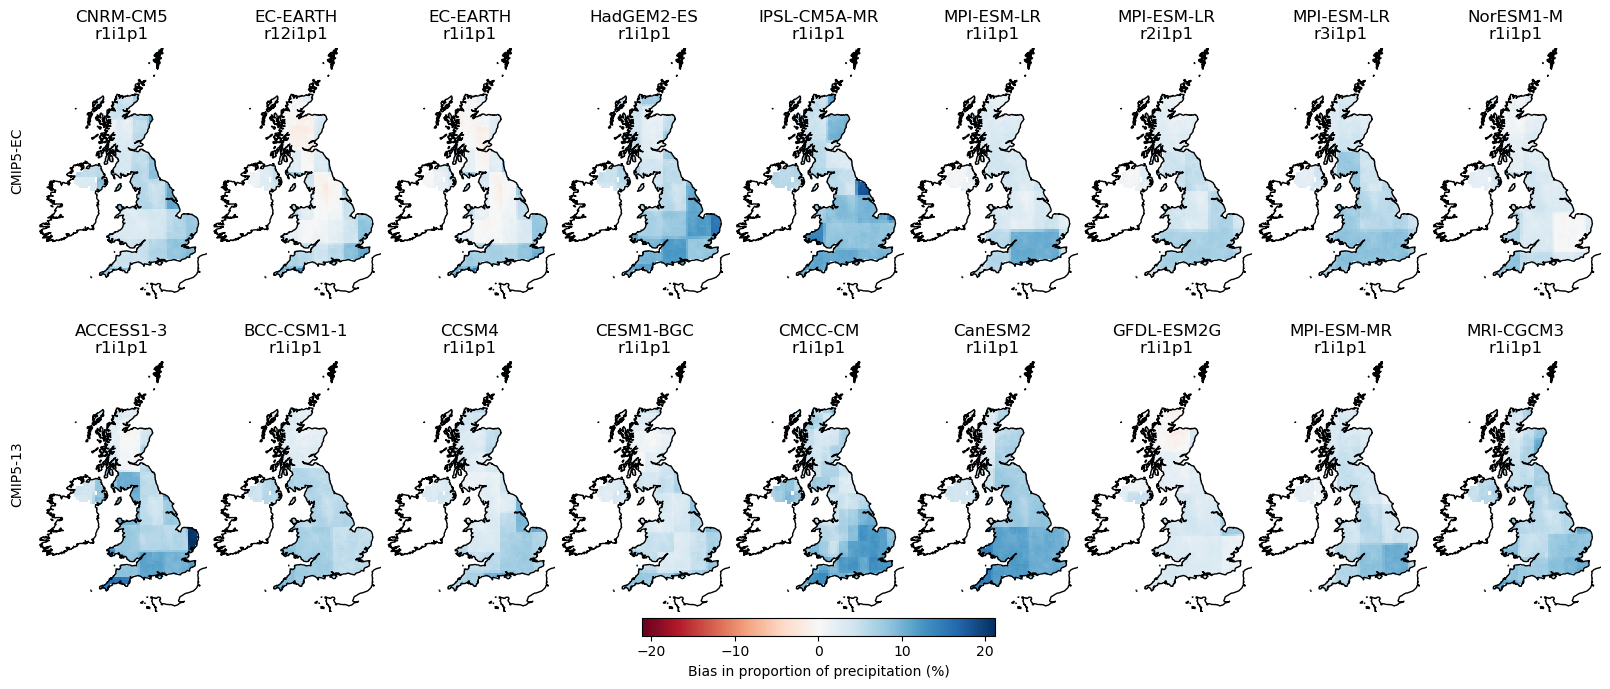 CNRM-CM5
r1i1p1
EC-EARTH
r12i1p1
EC-EARTH
r1i1p1
HadGEM2-ES
r1i1p1
IPSL-CM5A-MR
r1i1p1
MPI-ESM-LR
r1i1p1
MPI-ESM-LR
r2i1p1
MPI-ESM-LR
r3i1p1
NorESM1-M
r1i1p1
CMIP5-EC
ACCESS1-3
r1i1p1
BCC-CSM1-1
r1i1p1
CCSM4
r1i1p1
CESM1-BGC
r1i1p1
CMCC-CM
r1i1p1
CanESM2
r1i1p1
GFDL-ESM2G
r1i1p1
MPI-ESM-MR
r1i1p1
MRI-CGCM3
r1i1p1
CMIP5-13
−20 −10 0 10 20
Bias in proportion of precipitation (%)